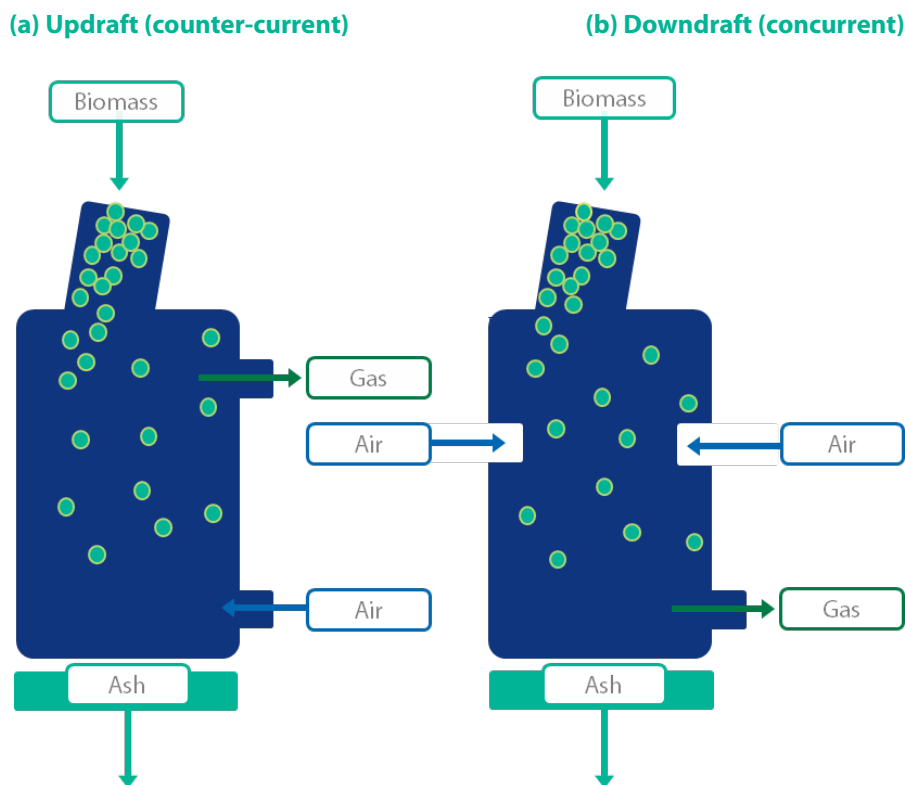 (a) Updraft (counter-current)
(b) Downdraft (concurrent)
Biomass
Biomass
Gas
Air
Air
Air
Gas
Ash
Ash